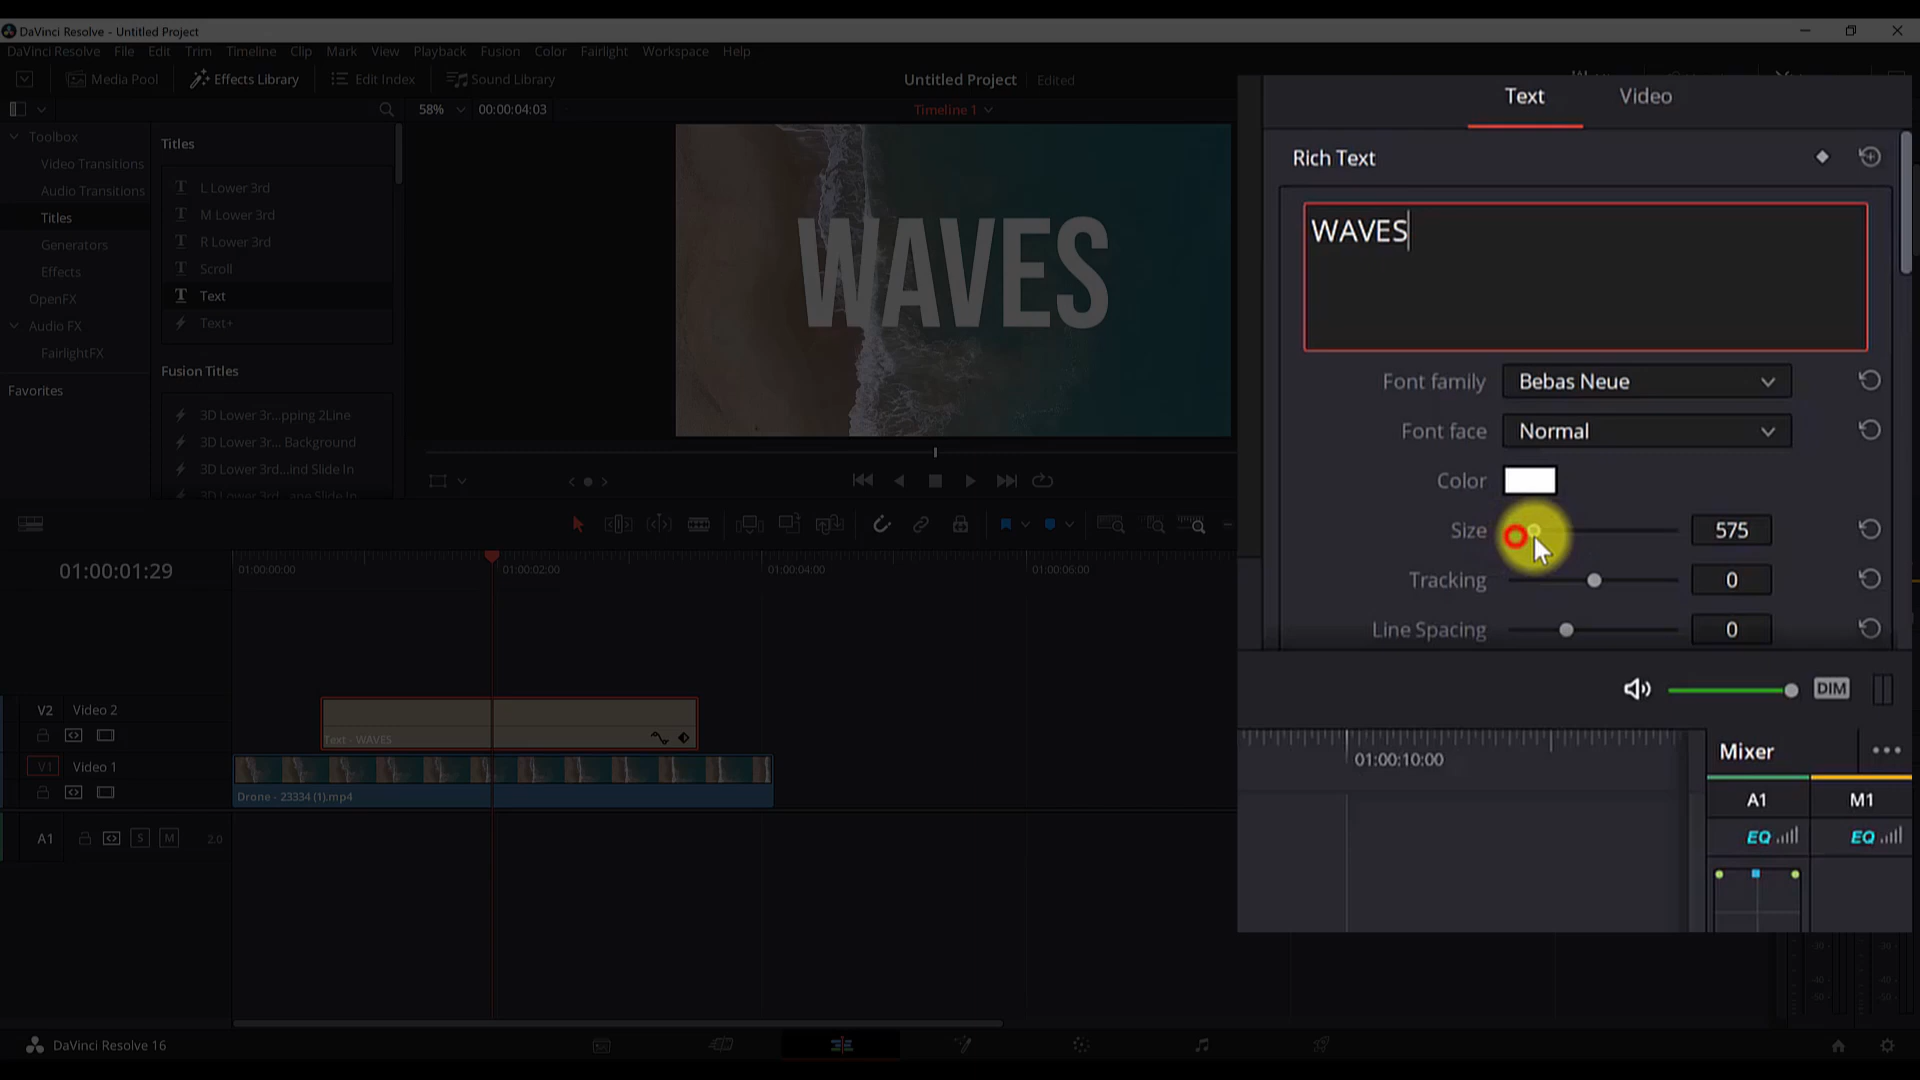 DaVinci Resolve - Untitled Project
DaVinci Resolve File Edit Trim Timeline Clip Mark View Playback Fusion Color Fairlight Workspace Help
Media Pool Effects Library Edit Index Sound Library Untitled Project Edited
58% 00:00:04:03 Timeline 1
Toolbox
Video Transitions
Audio Transitions
Titles
Generators
Effects
OpenFX
Audio FX
FairlightFX
Favorites
Titles
L Lower 3rd
M Lower 3rd
R Lower 3rd
Scroll
Text
Text+
Fusion Titles
3D Lower 3r...pping 2Line
3D Lower 3r... Background
3D Lower 3rd...ind Slide In
3D Lower 3rd...ane Slide In
WAVES
Text Video
Rich Text
WAVES
Font family Bebas Neue
Font face Normal
Color
Size 575
Tracking 0
Line Spacing 0
DIM
01:00:01:29
01:00:00:00 01:00:02:00 01:00:04:00 01:00:06:00
01:00:10:00
Mixer
A1 M1
EQ EQ
V2 Video 2
Text - WAVES
V1 Video 1
Drone - 23334 (1).mp4
A1 S M 2.0
DaVinci Resolve 16